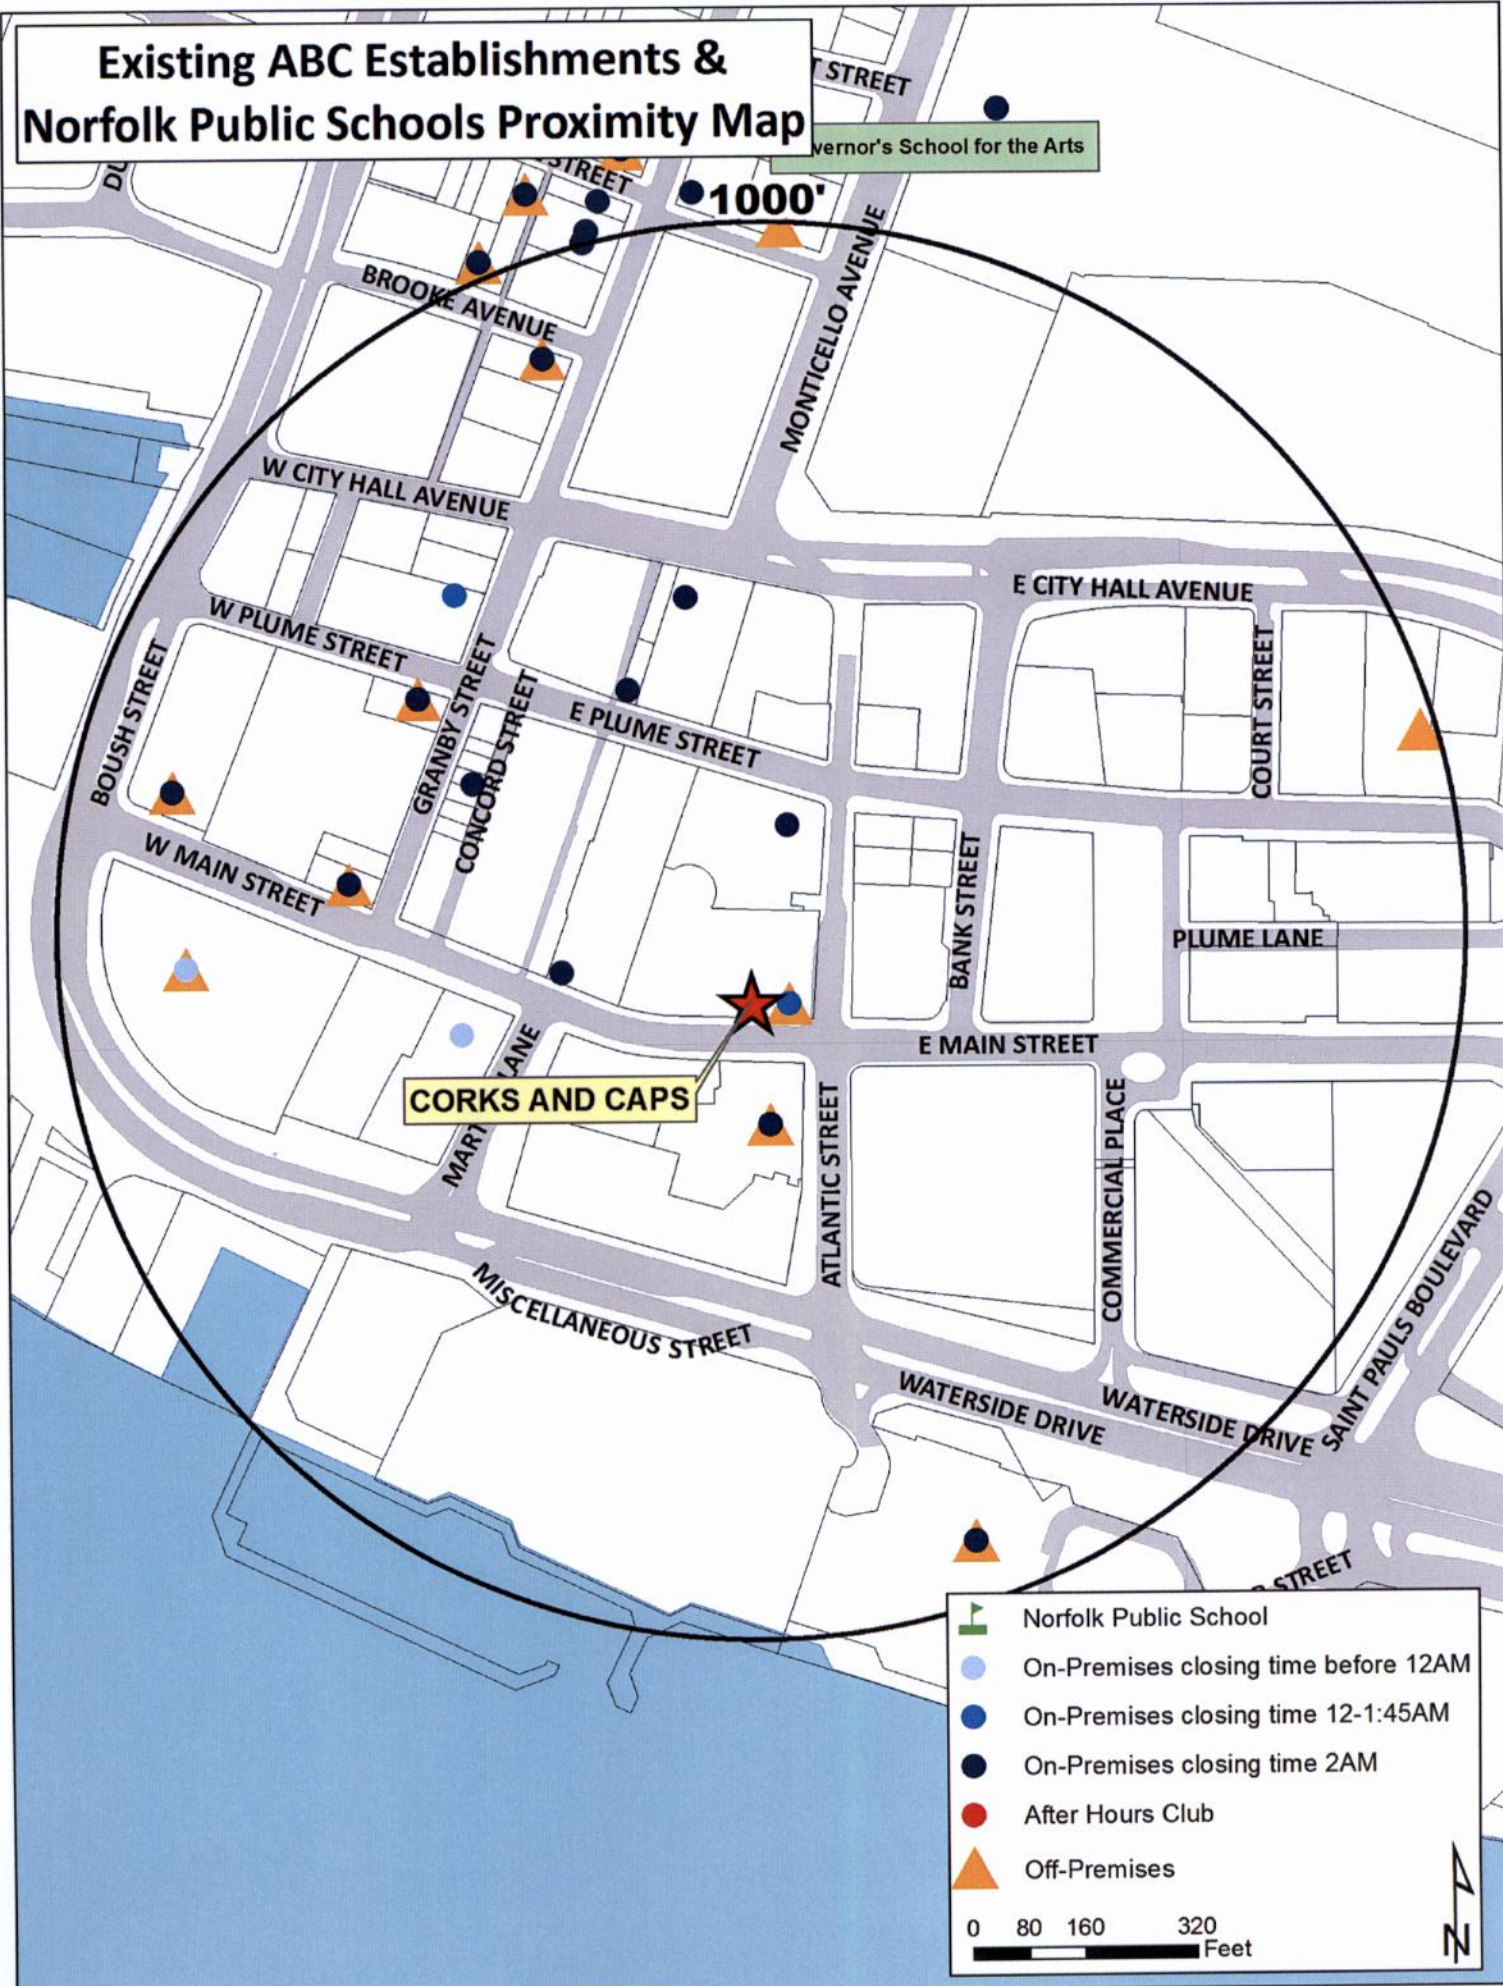 Existing ABC Establishments &
Norfolk Public Schools Proximity Map
T STREET
vernor's School for the Arts
STREET
1000'
BROOKE AVENUE
MONTICELLO AVENUE
W CITY HALL AVENUE
E CITY HALL AVENUE
W PLUME STREET
BOUSH STREET
GRANBY STREET
CONCORD STREET
E PLUME STREET
COURT STREET
W MAIN STREET
BANK STREET
PLUME LANE
E MAIN STREET
CORKS AND CAPS
MART LANE
ATLANTIC STREET
COMMERCIAL PLACE
MISCELLANEOUS STREET
WATERSIDE DRIVE
WATERSIDE DRIVE
SAINT PAULS BOULEVARD
STREET
Norfolk Public School
On-Premises closing time before 12AM
On-Premises closing time 12-1:45AM
On-Premises closing time 2AM
After Hours Club
Off-Premises
0 80 160 320
Feet
N